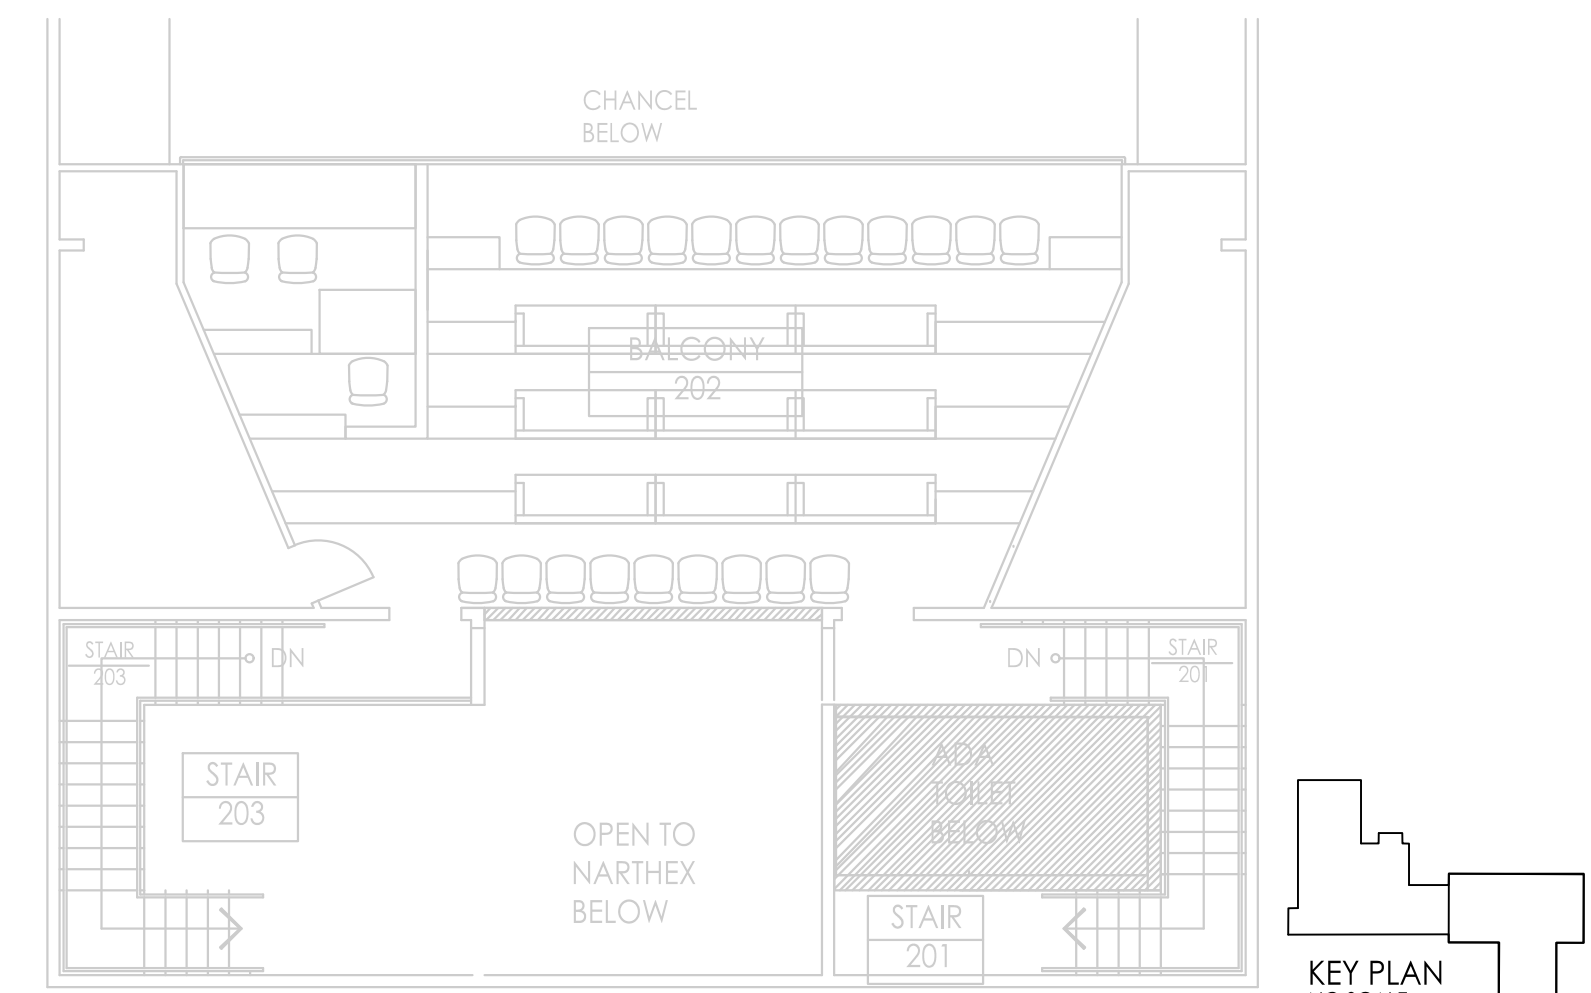 CHANCEL
BELOW
BALCONY
202
STAIR
203
DN
DN
STAIR
201
STAIR
203
ADA
TOILET
BELOW
OPEN TO
NARTHEX
BELOW
STAIR
201
KEY PLAN